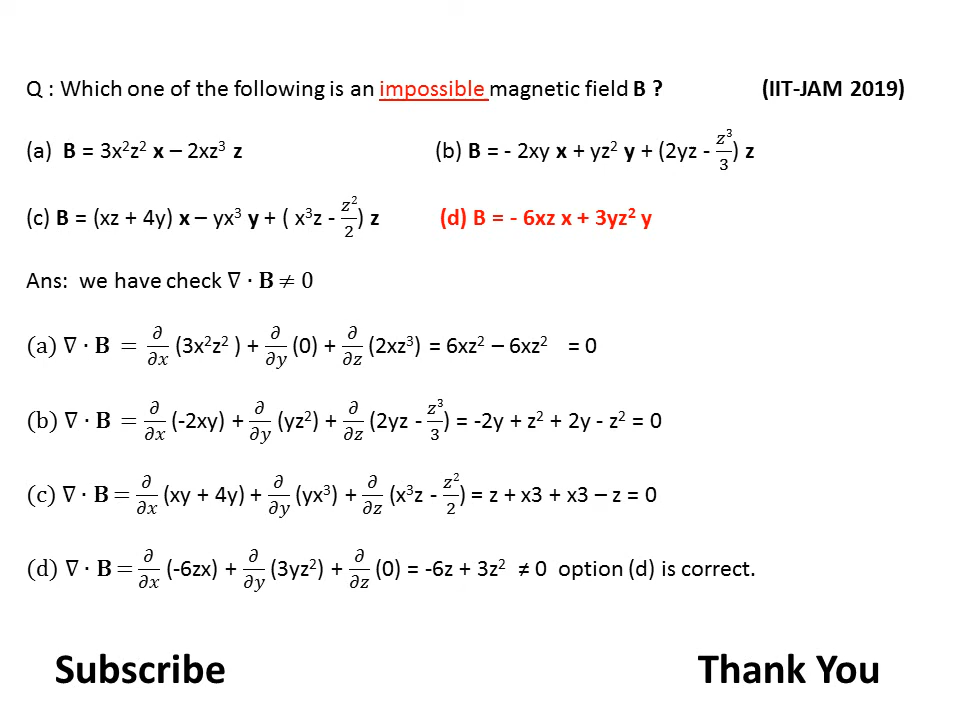 Q : Which one of the following is an impossible magnetic field B ? (IIT-JAM 2019)
(a) B = 3x²z² x – 2xz³ z (b) B = - 2xy x + yz² y + (2yz - z³/3) z
(c) B = (xz + 4y) x – yx³ y + ( x³z - z²/2) z (d) B = - 6xz x + 3yz² y
Ans: we have check ∇ · B ≠ 0
(a) ∇ · B = ∂/∂x (3x²z² ) + ∂/∂y (0) + ∂/∂z (2xz³) = 6xz² – 6xz² = 0
(b) ∇ · B = ∂/∂x (-2xy) + ∂/∂y (yz²) + ∂/∂z (2yz - z³/3) = -2y + z² + 2y - z² = 0
(c) ∇ · B = ∂/∂x (xy + 4y) + ∂/∂y (yx³) + ∂/∂z (x³z - z²/2) = z + x3 + x3 – z = 0
(d) ∇ · B = ∂/∂x (-6zx) + ∂/∂y (3yz²) + ∂/∂z (0) = -6z + 3z² ≠ 0 option (d) is correct.
Subscribe Thank You